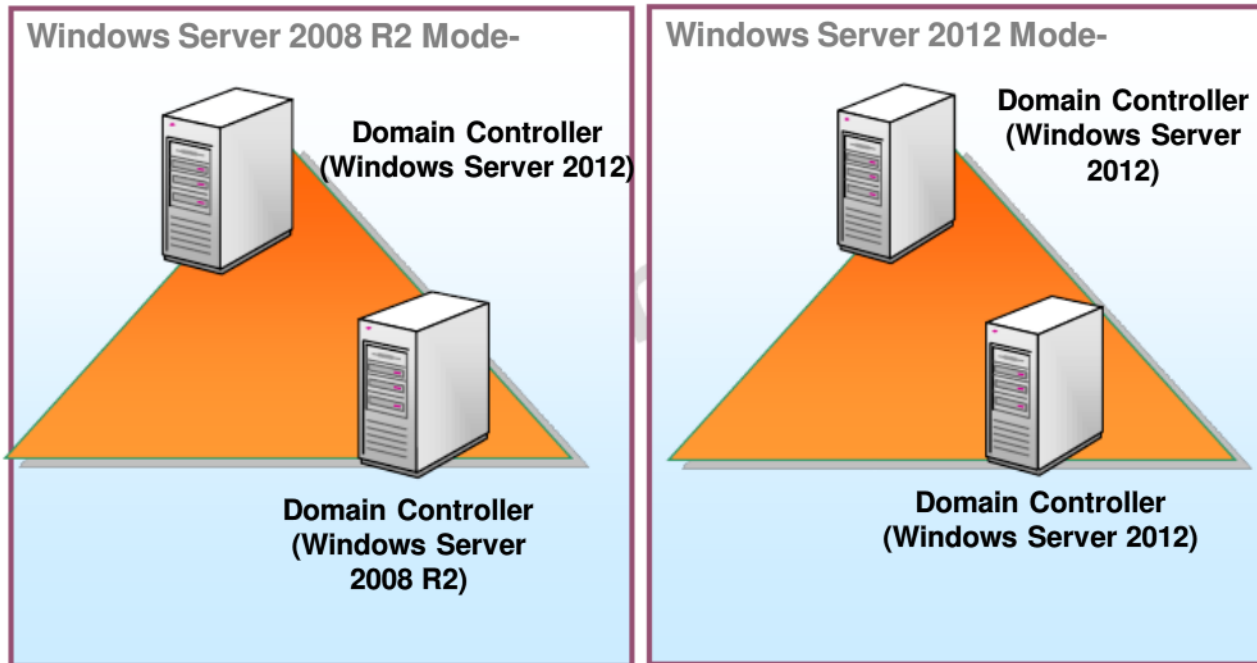 Windows Server 2008 R2 Mode-
Domain Controller
(Windows Server 2012)
Domain Controller
(Windows Server
2008 R2)
Windows Server 2012 Mode-
Domain Controller
(Windows Server
2012)
Domain Controller
(Windows Server 2012)